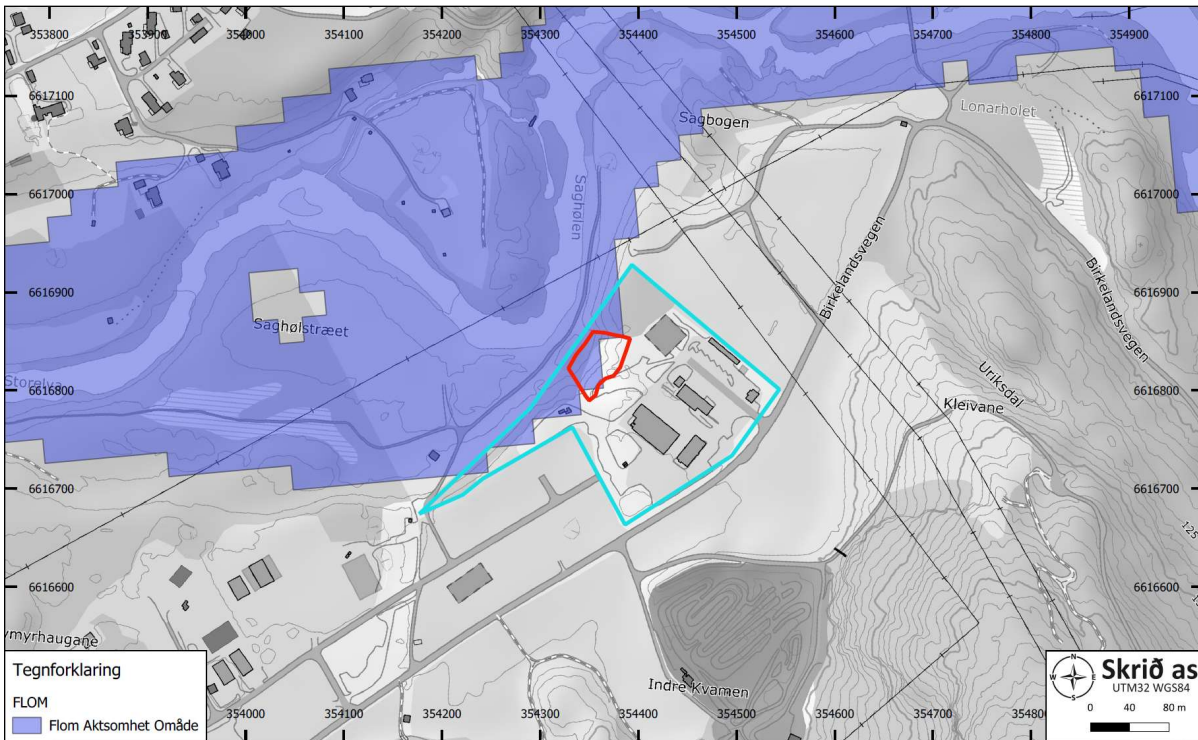 353800 353900 354000 354100 354200 354300 354400 354500 354600 354700 354800 354900
6617100 6617100
Lonarholet
Sagbogen
6617000 6617000
Saghølen
Birkelandsvegen
Birkelandsvegen
6616900 6616900
Saghølstræet
Storelva
Uriksdal
6616800 6616800
Kleivane
6616700 6616700
125
6616600 6616600
ymyrhaugane
Indre Kvamen
Tegnforklaring
FLOM
Flom Aktsomhet Område
354000 354100 354200 354300 354400 354500 354600 354700 354800
N
W E
S
Skrið as
UTM32 WGS84
0 40 80 m